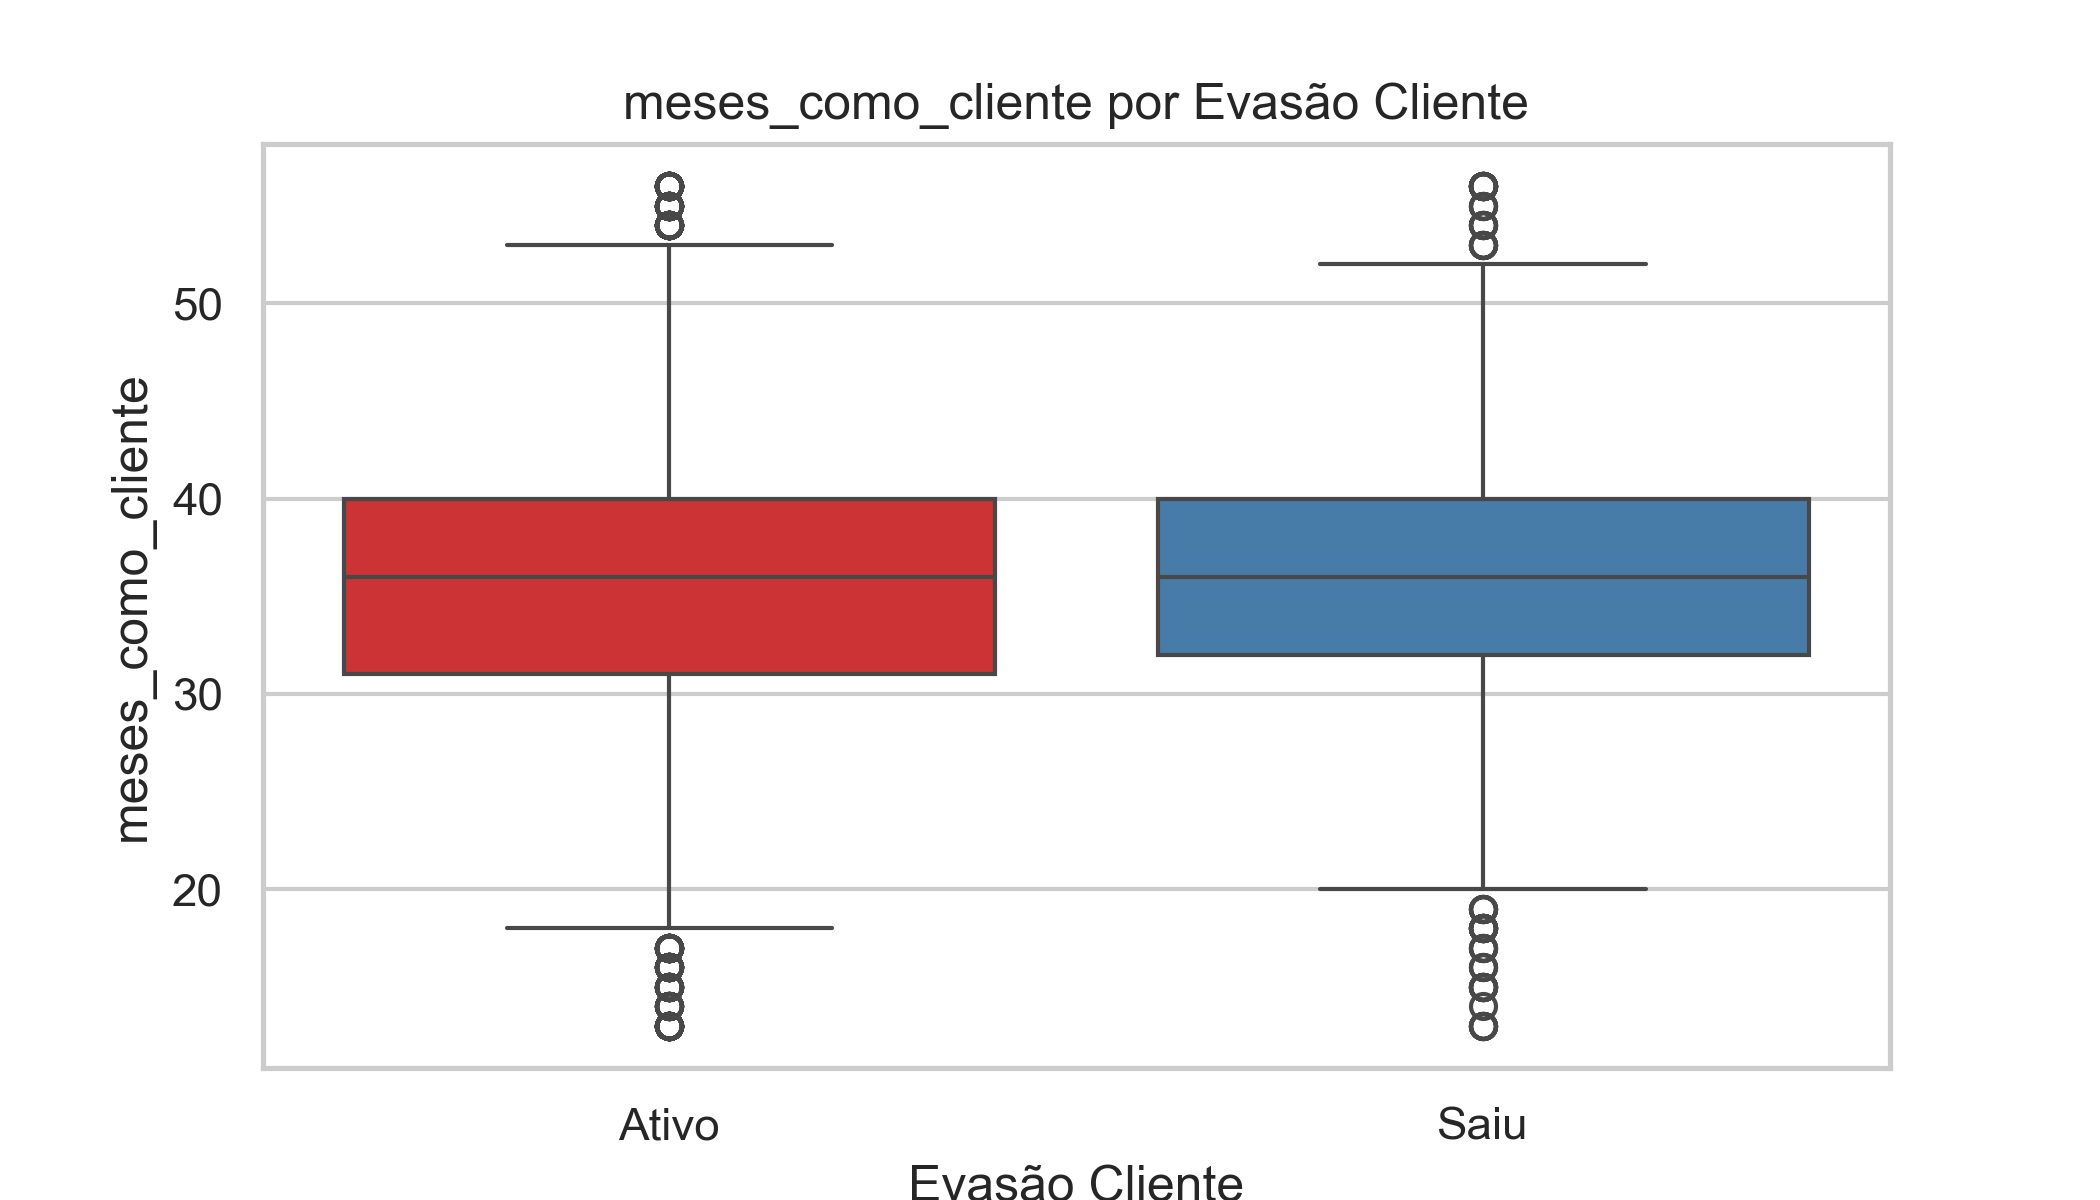 meses_como_cliente por Evasão Cliente
meses_como_cliente
50
40
30
20
Ativo
Saiu
Evasão Cliente